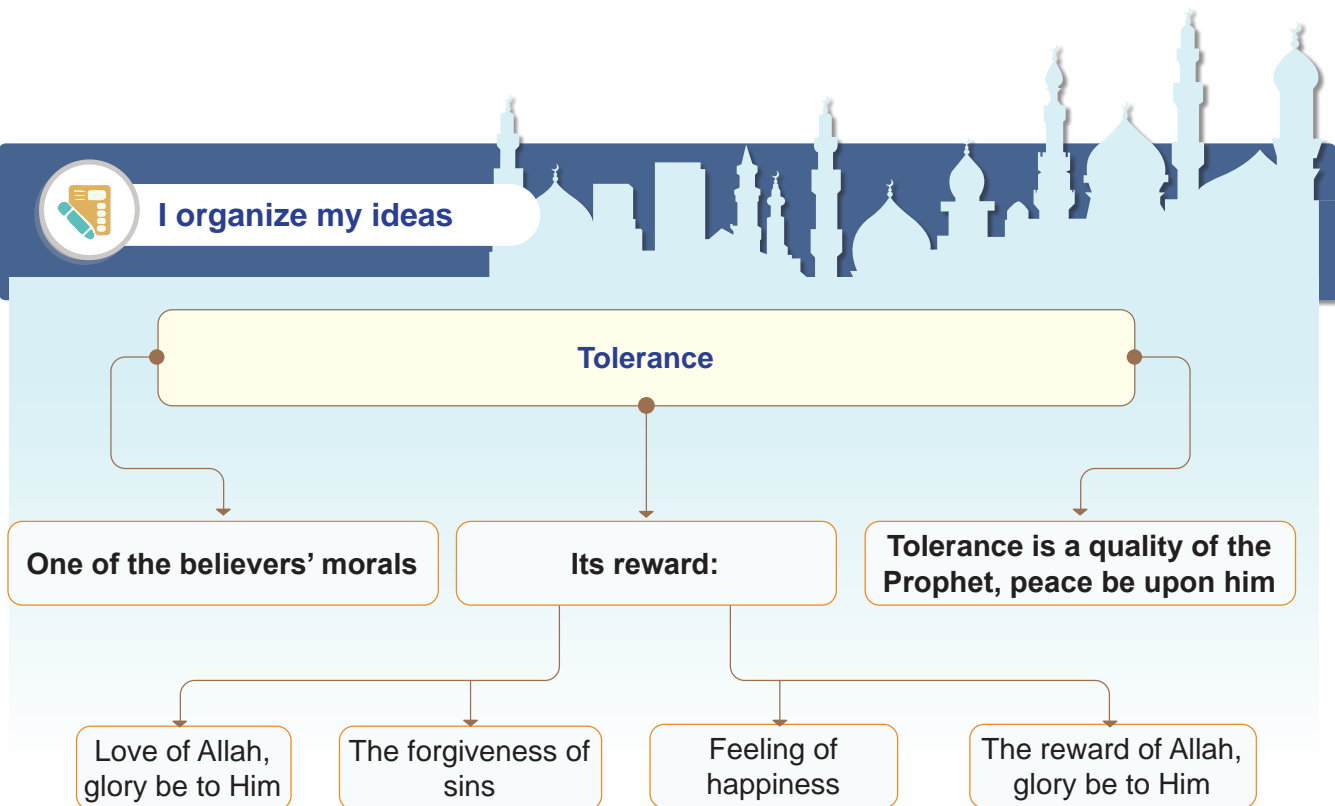 I organize my ideas
Tolerance
One of the believers’ morals
Its reward:
Tolerance is a quality of the
Prophet, peace be upon him
Love of Allah,
glory be to Him
The forgiveness of
sins
Feeling of
happiness
The reward of Allah,
glory be to Him